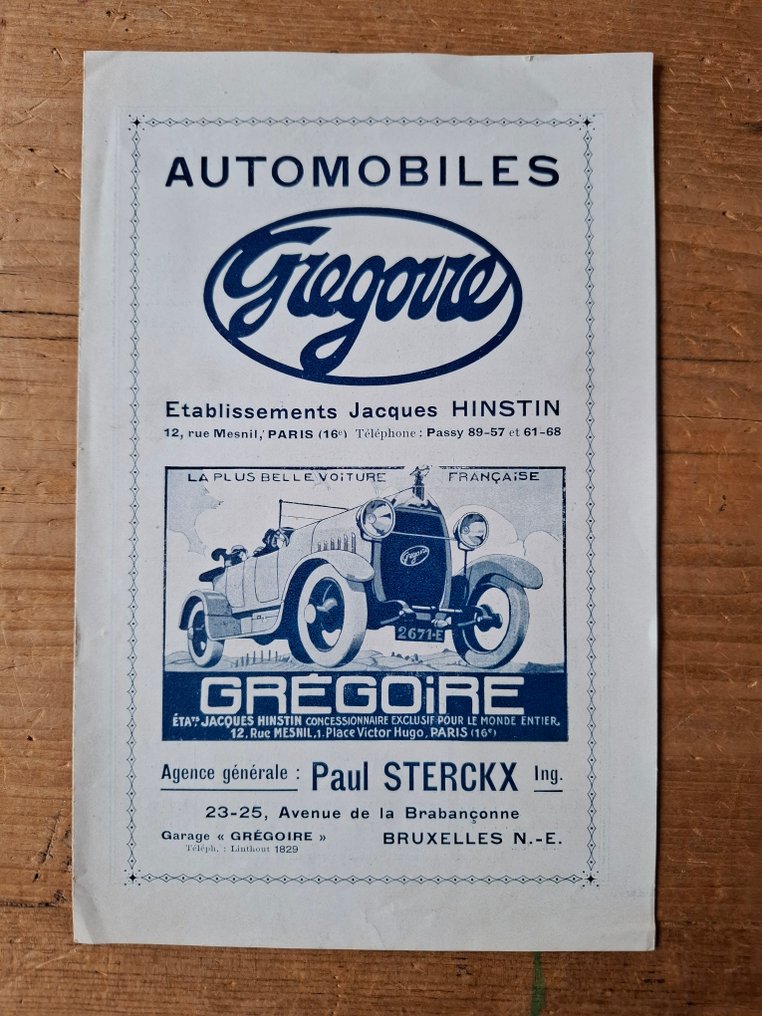 AUTOMOBILES
Gregoire
Etablissements Jacques HINSTIN
12, rue Mesnil, PARIS (16e) Téléphone : Passy 89-57 et 61-68
LA PLUS BELLE VOiTURE FRANÇAiSE
Gregoire
2671-E
GRÉGOiRE
ÉTATS JACQUES HINSTIN CONCESSIONNAIRE EXCLUSIF POUR LE MONDE ENTIER.
12, Rue MESNIL, 1. Place Victor Hugo, PARIS (16e)
Agence générale : Paul STERCKX Ing.
23-25, Avenue de la Brabançonne
Garage « GRÉGOIRE » BRUXELLES N.-E.
Téléph. : Linthout 1829